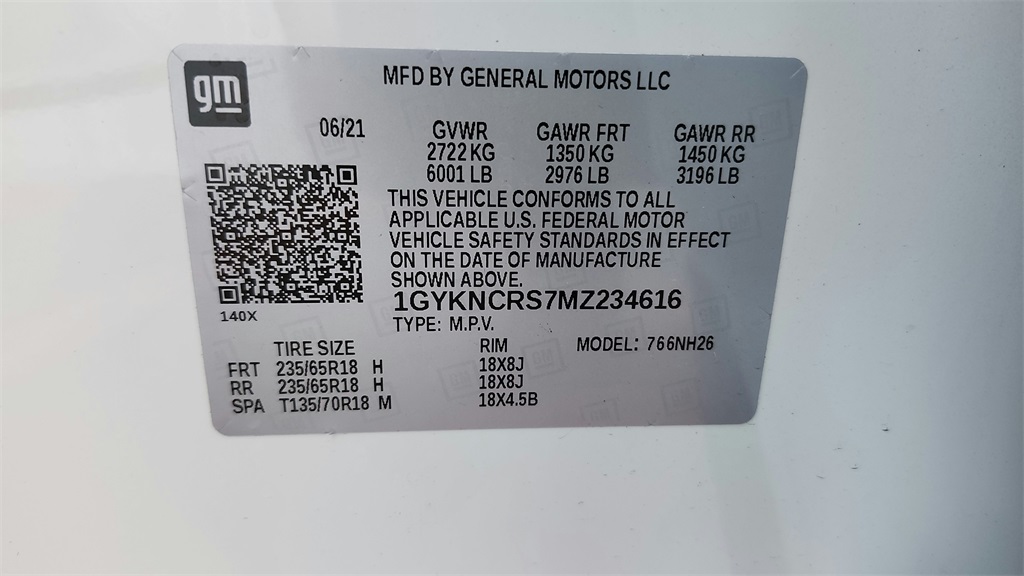 gm
MFD BY GENERAL MOTORS LLC
06/21 GVWR GAWR FRT GAWR RR
2722 KG 1350 KG 1450 KG
6001 LB 2976 LB 3196 LB
THIS VEHICLE CONFORMS TO ALL
APPLICABLE U.S. FEDERAL MOTOR
VEHICLE SAFETY STANDARDS IN EFFECT
ON THE DATE OF MANUFACTURE
SHOWN ABOVE.
1GYKNCRS7MZ234616
140X
TYPE: M.P.V.
TIRE SIZE RIM MODEL: 766NH26
FRT 235/65R18 H 18X8J
RR 235/65R18 H 18X8J
SPA T135/70R18 M 18X4.5B